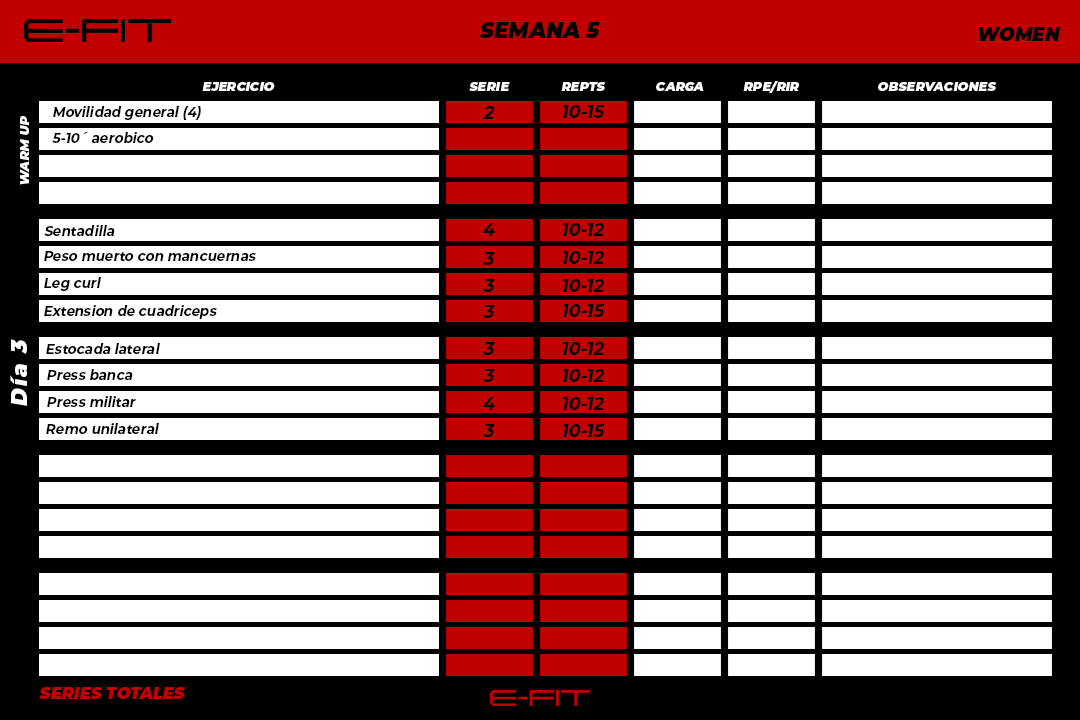 E-FIT SEMANA 5 WOMEN
EJERCICIO SERIE REPTS CARGA RPE/RIR OBSERVACIONES
WARM UP
Movilidad general (4) 2 10-15
5-10´ aerobico
Día 3
Sentadilla 4 10-12
Peso muerto con mancuernas 3 10-12
Leg curl 3 10-12
Extension de cuadriceps 3 10-15
Estocada lateral 3 10-12
Press banca 3 10-12
Press militar 4 10-12
Remo unilateral 3 10-15
SERIES TOTALES E-FIT